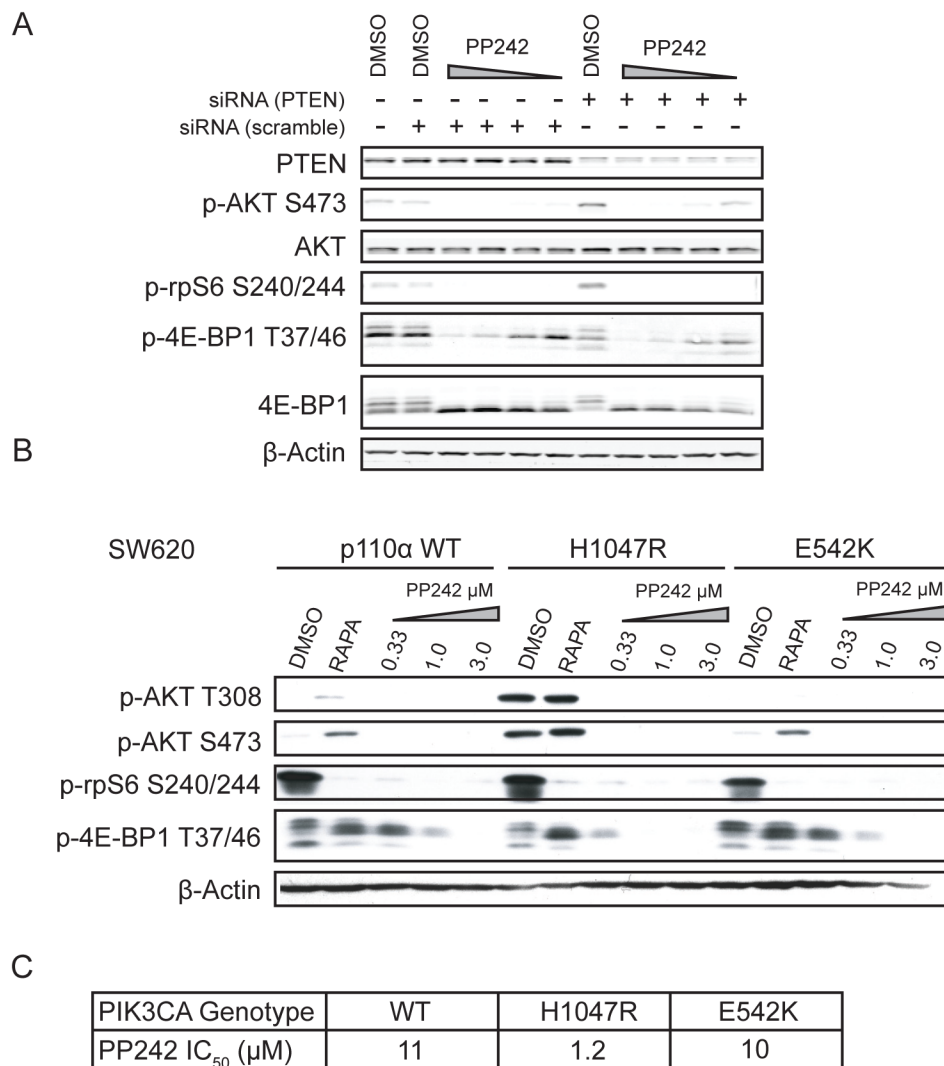 A
DMSO DMSO PP242 DMSO PP242
siRNA (PTEN) - - - - - - + + + + +
siRNA (scramble) - + + + + + - - - - -
PTEN
p-AKT S473
AKT
p-rpS6 S240/244
p-4E-BP1 T37/46
4E-BP1
β-Actin
B
SW620 p110α WT H1047R E542K
PP242 µM PP242 µM PP242 µM
DMSO RAPA 0.33 1.0 3.0 DMSO RAPA 0.33 1.0 3.0 DMSO RAPA 0.33 1.0 3.0
p-AKT T308
p-AKT S473
p-rpS6 S240/244
p-4E-BP1 T37/46
β-Actin
C
PIK3CA Genotype WT H1047R E542K
PP242 IC50 (µM) 11 1.2 10